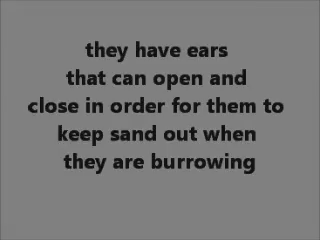 they have ears
that can open and
close in order for them to
keep sand out when
they are burrowing